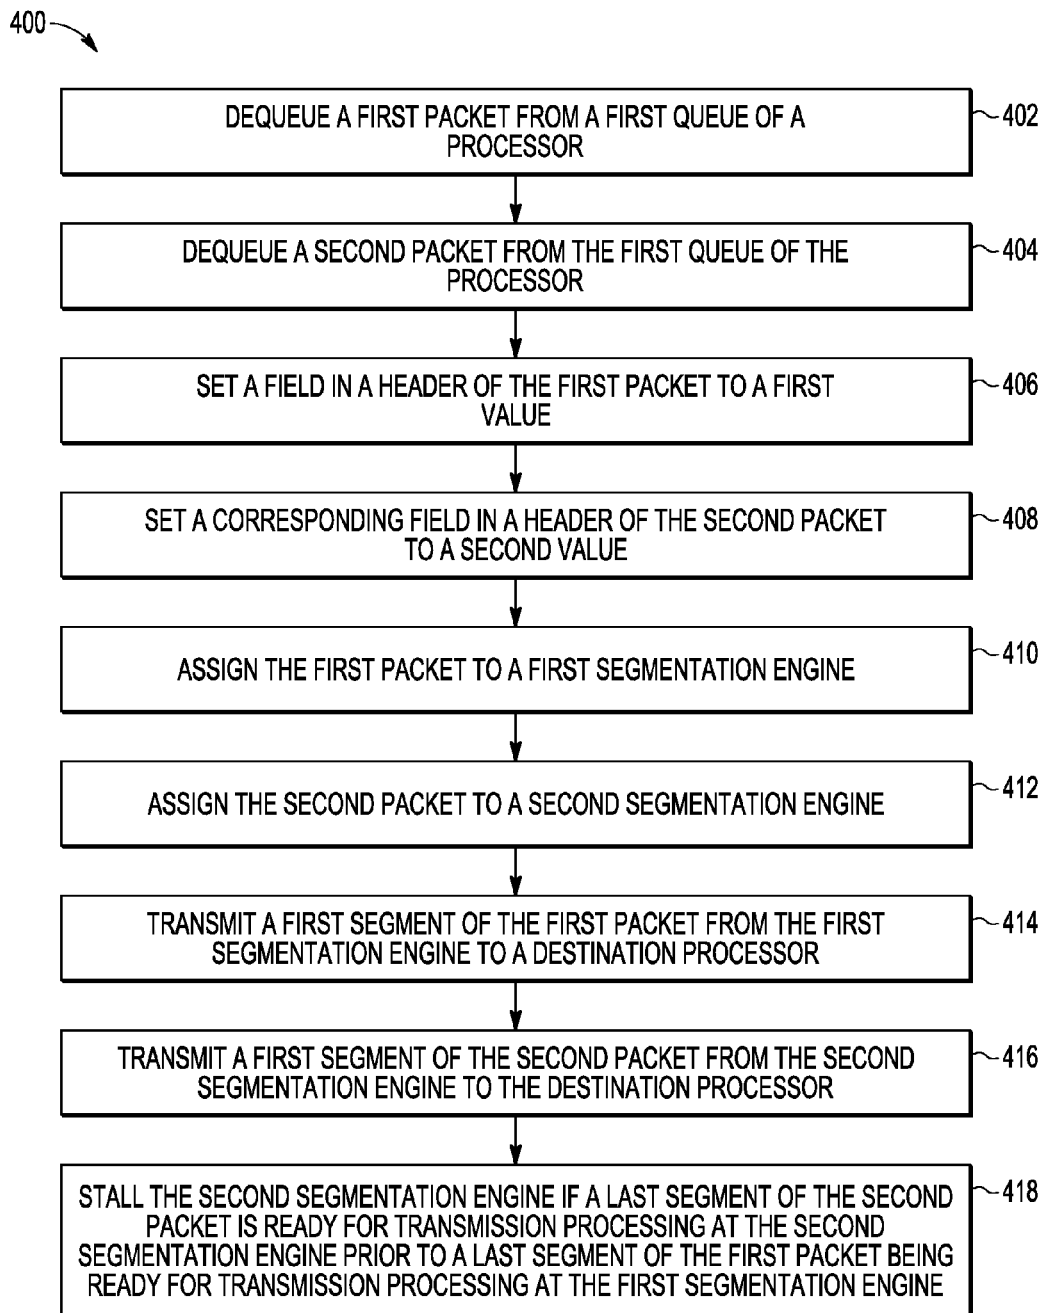 400
DEQUEUE A FIRST PACKET FROM A FIRST QUEUE OF A
PROCESSOR
402
DEQUEUE A SECOND PACKET FROM THE FIRST QUEUE OF THE
PROCESSOR
404
SET A FIELD IN A HEADER OF THE FIRST PACKET TO A FIRST
VALUE
406
SET A CORRESPONDING FIELD IN A HEADER OF THE SECOND PACKET
TO A SECOND VALUE
408
ASSIGN THE FIRST PACKET TO A FIRST SEGMENTATION ENGINE
410
ASSIGN THE SECOND PACKET TO A SECOND SEGMENTATION ENGINE
412
TRANSMIT A FIRST SEGMENT OF THE FIRST PACKET FROM THE FIRST
SEGMENTATION ENGINE TO A DESTINATION PROCESSOR
414
TRANSMIT A FIRST SEGMENT OF THE SECOND PACKET FROM THE SECOND
SEGMENTATION ENGINE TO THE DESTINATION PROCESSOR
416
STALL THE SECOND SEGMENTATION ENGINE IF A LAST SEGMENT OF THE SECOND
PACKET IS READY FOR TRANSMISSION PROCESSING AT THE SECOND
SEGMENTATION ENGINE PRIOR TO A LAST SEGMENT OF THE FIRST PACKET BEING
READY FOR TRANSMISSION PROCESSING AT THE FIRST SEGMENTATION ENGINE
418